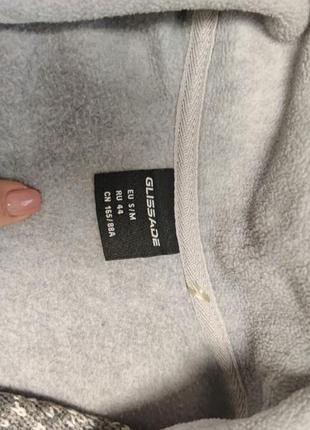 GLISSADE
EU S/M
RU 44
CN 165/88A